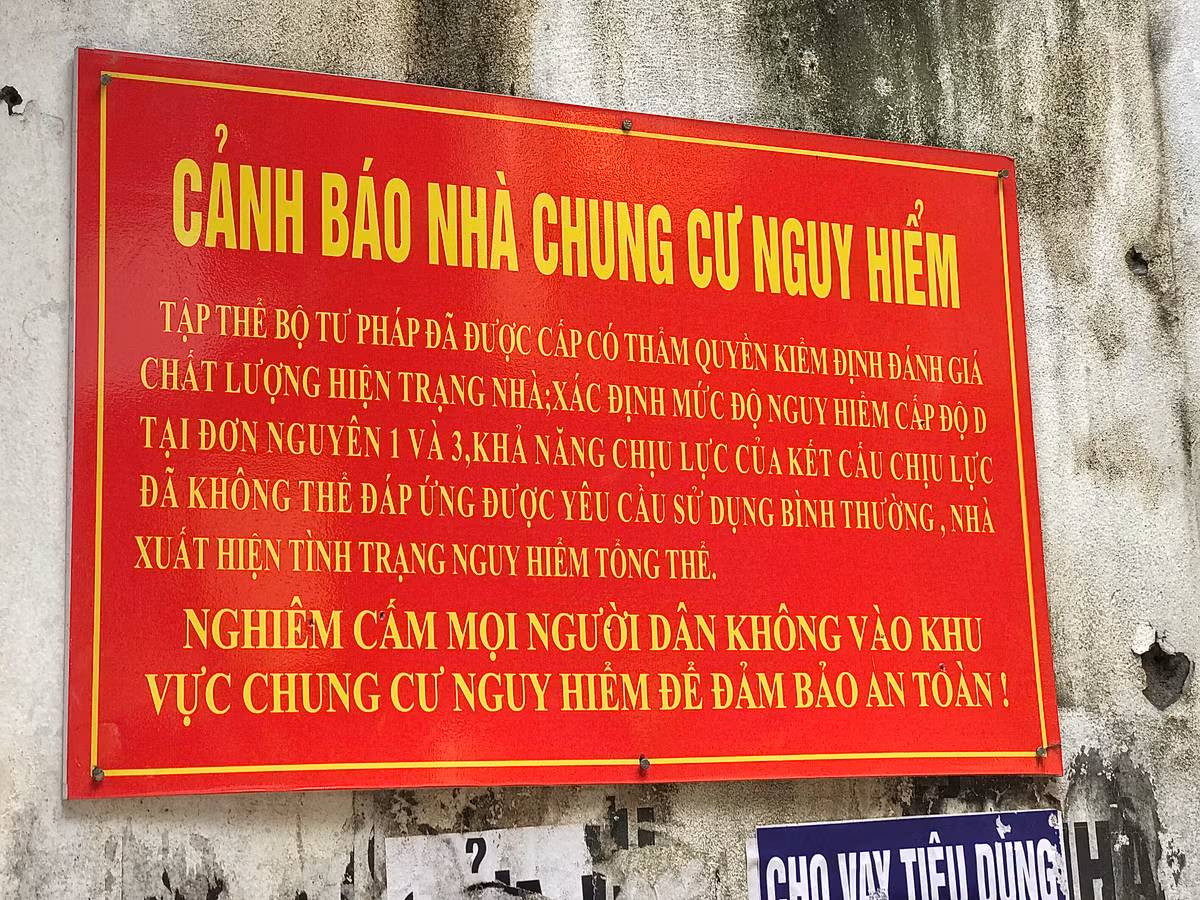 CẢNH BÁO NHÀ CHUNG CƯ NGUY HIỂM
TẬP THỂ BỘ TƯ PHÁP ĐÃ ĐƯỢC CẤP CÓ THẨM QUYỀN KIỂM ĐỊNH ĐÁNH GIÁ
CHẤT LƯỢNG HIỆN TRẠNG NHÀ;XÁC ĐỊNH MỨC ĐỘ NGUY HIỂM CẤP ĐỘ D
TẠI ĐƠN NGUYÊN 1 VÀ 3,KHẢ NĂNG CHỊU LỰC CỦA KẾT CẤU CHỊU LỰC
ĐÃ KHÔNG THỂ ĐÁP ỨNG ĐƯỢC YÊU CẦU SỬ DỤNG BÌNH THƯỜNG , NHÀ
XUẤT HIỆN TÌNH TRẠNG NGUY HIỂM TỔNG THỂ.
NGHIÊM CẤM MỌI NGƯỜI DÂN KHÔNG VÀO KHU
VỰC CHUNG CƯ NGUY HIỂM ĐỂ ĐẢM BẢO AN TOÀN !
CHO VAY TIÊU DÙNG